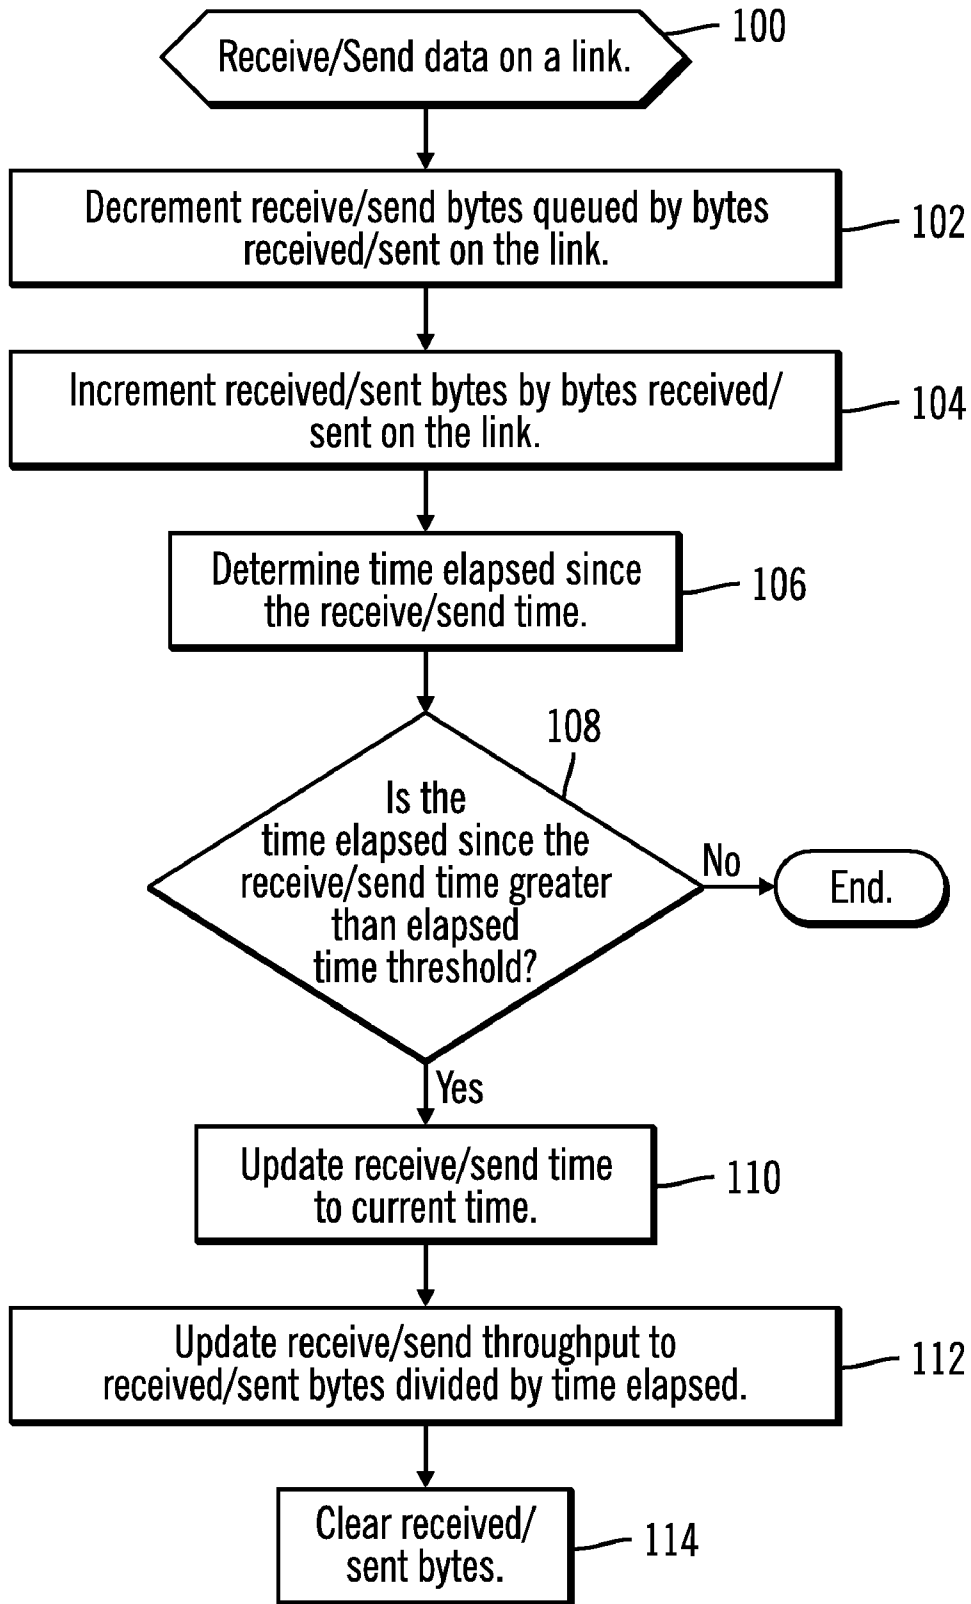 100
Receive/Send data on a link.
Decrement receive/send bytes queued by bytes
received/sent on the link.
102
Increment received/sent bytes by bytes received/
sent on the link.
104
Determine time elapsed since
the receive/send time.
106
108
Is the
time elapsed since the
receive/send time greater
than elapsed
time threshold?
No
End.
Yes
Update receive/send time
to current time.
110
Update receive/send throughput to
received/sent bytes divided by time elapsed.
112
Clear received/
sent bytes.
114